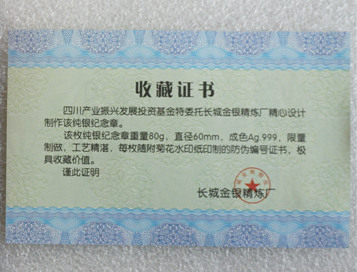 收藏证书
四川产业振兴发展投资基金特委托长城金银精炼厂精心设计
制作该纯银纪念章。
该枚纯银纪念章重量80g，直径60mm，成色Ag.999，限量
制做，工艺精湛，每枚随附菊花水印纸印制的防伪编号证书，极
具收藏价值。
谨此证明
长城金银精炼厂